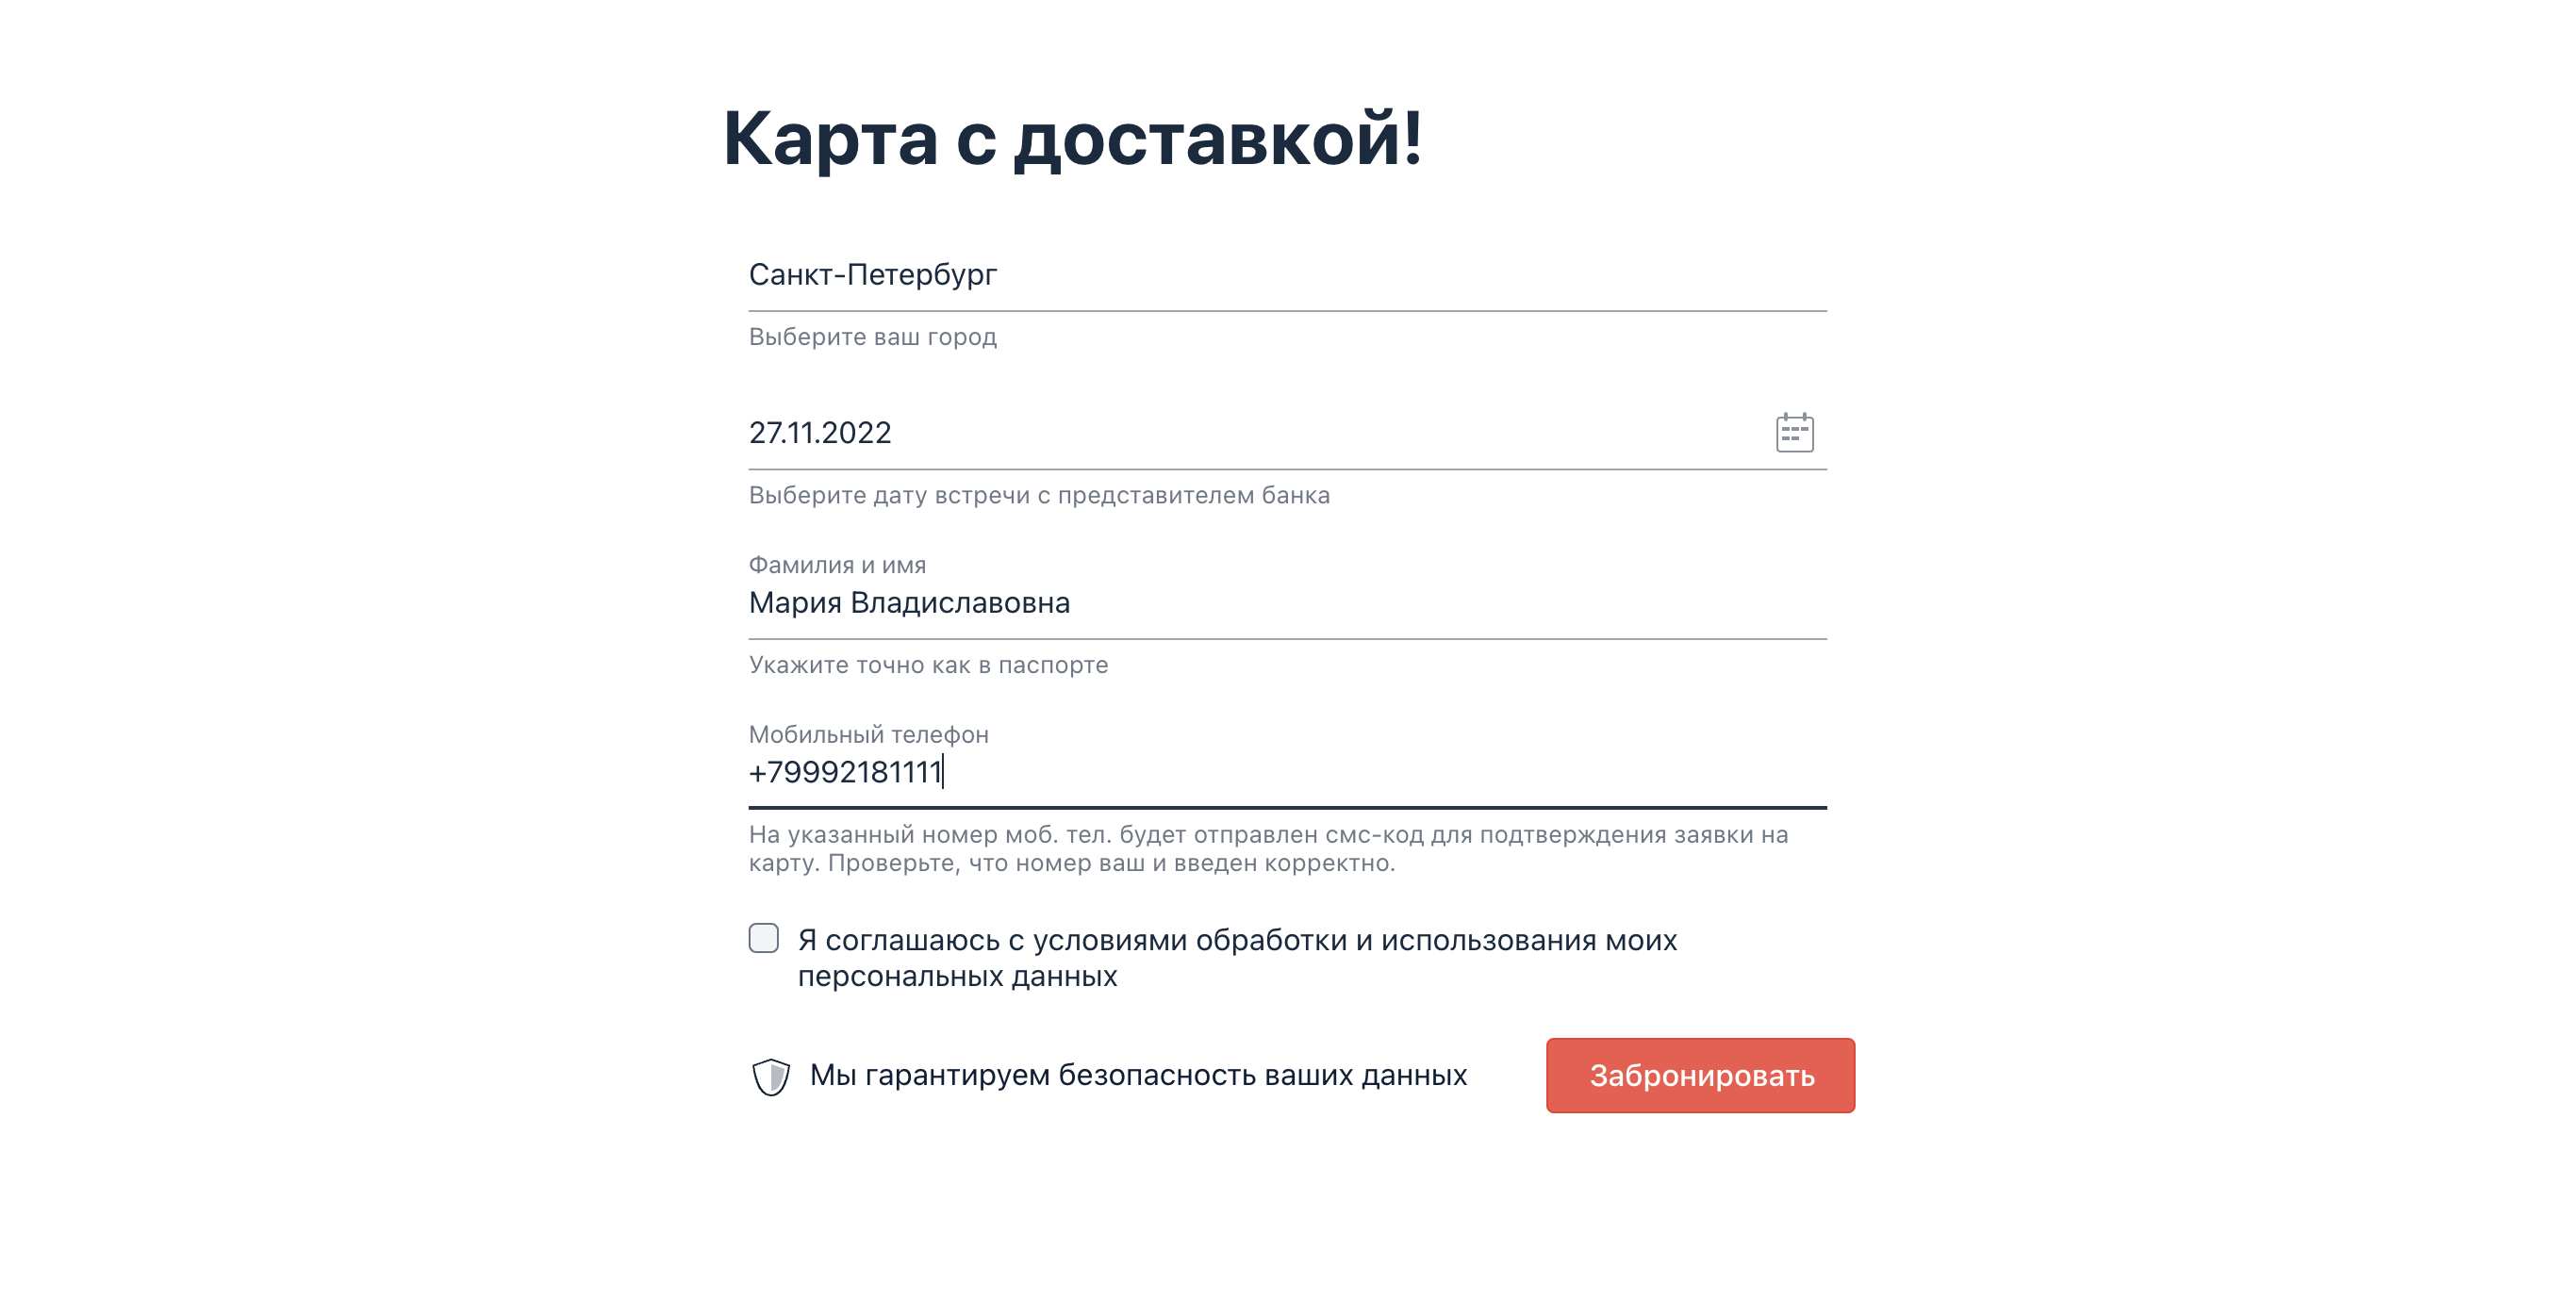 Карта с доставкой!
Санкт-Петербург
Выберите ваш город
27.11.2022
Выберите дату встречи с представителем банка
Фамилия и имя
Мария Владиславовна
Укажите точно как в паспорте
Мобильный телефон
+79992181111
На указанный номер моб. тел. будет отправлен смс-код для подтверждения заявки на
карту. Проверьте, что номер ваш и введен корректно.
Я соглашаюсь с условиями обработки и использования моих
персональных данных
Мы гарантируем безопасность ваших данных
Забронировать